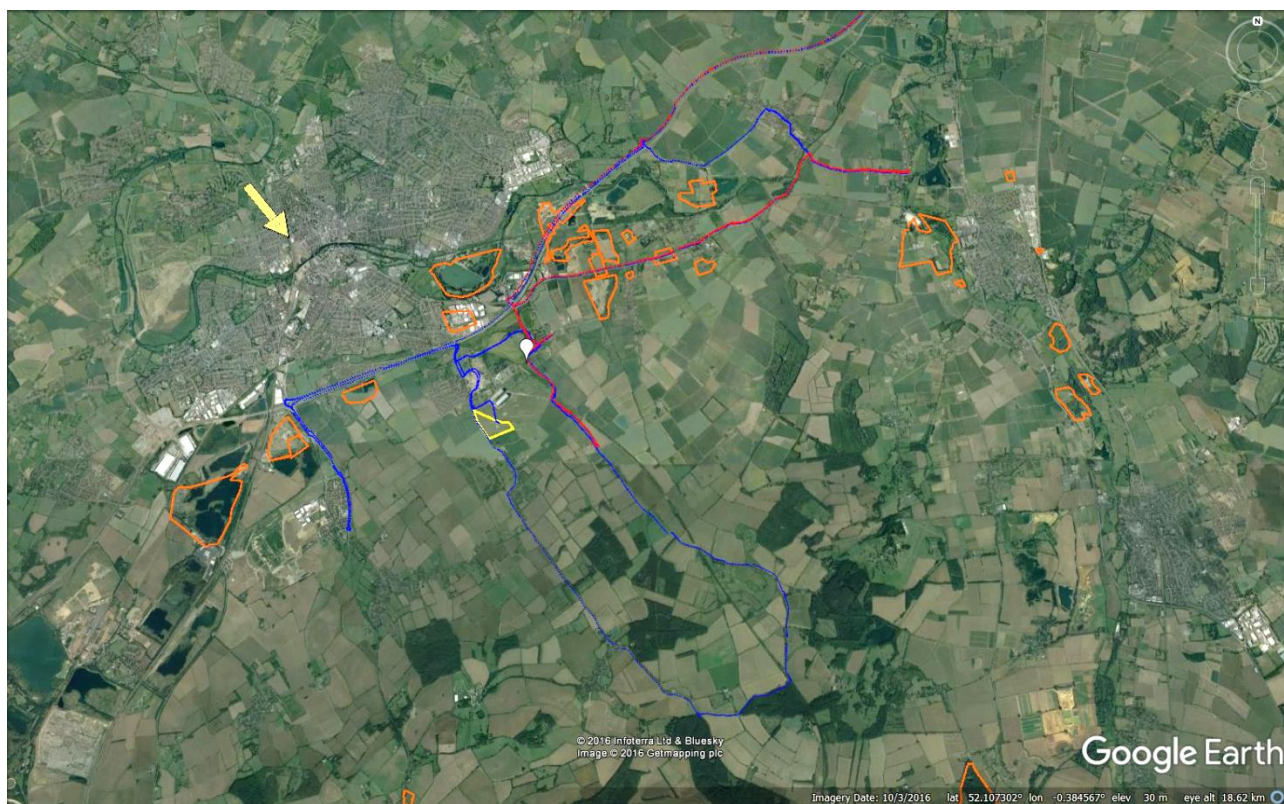 N
© 2016 Infoterra Ltd & Bluesky
Image © 2016 Getmapping plc
Google Earth
Imagery Date: 10/3/2016 lat 52.107302° lon -0.384567° elev 30 m eye alt 18.62 km